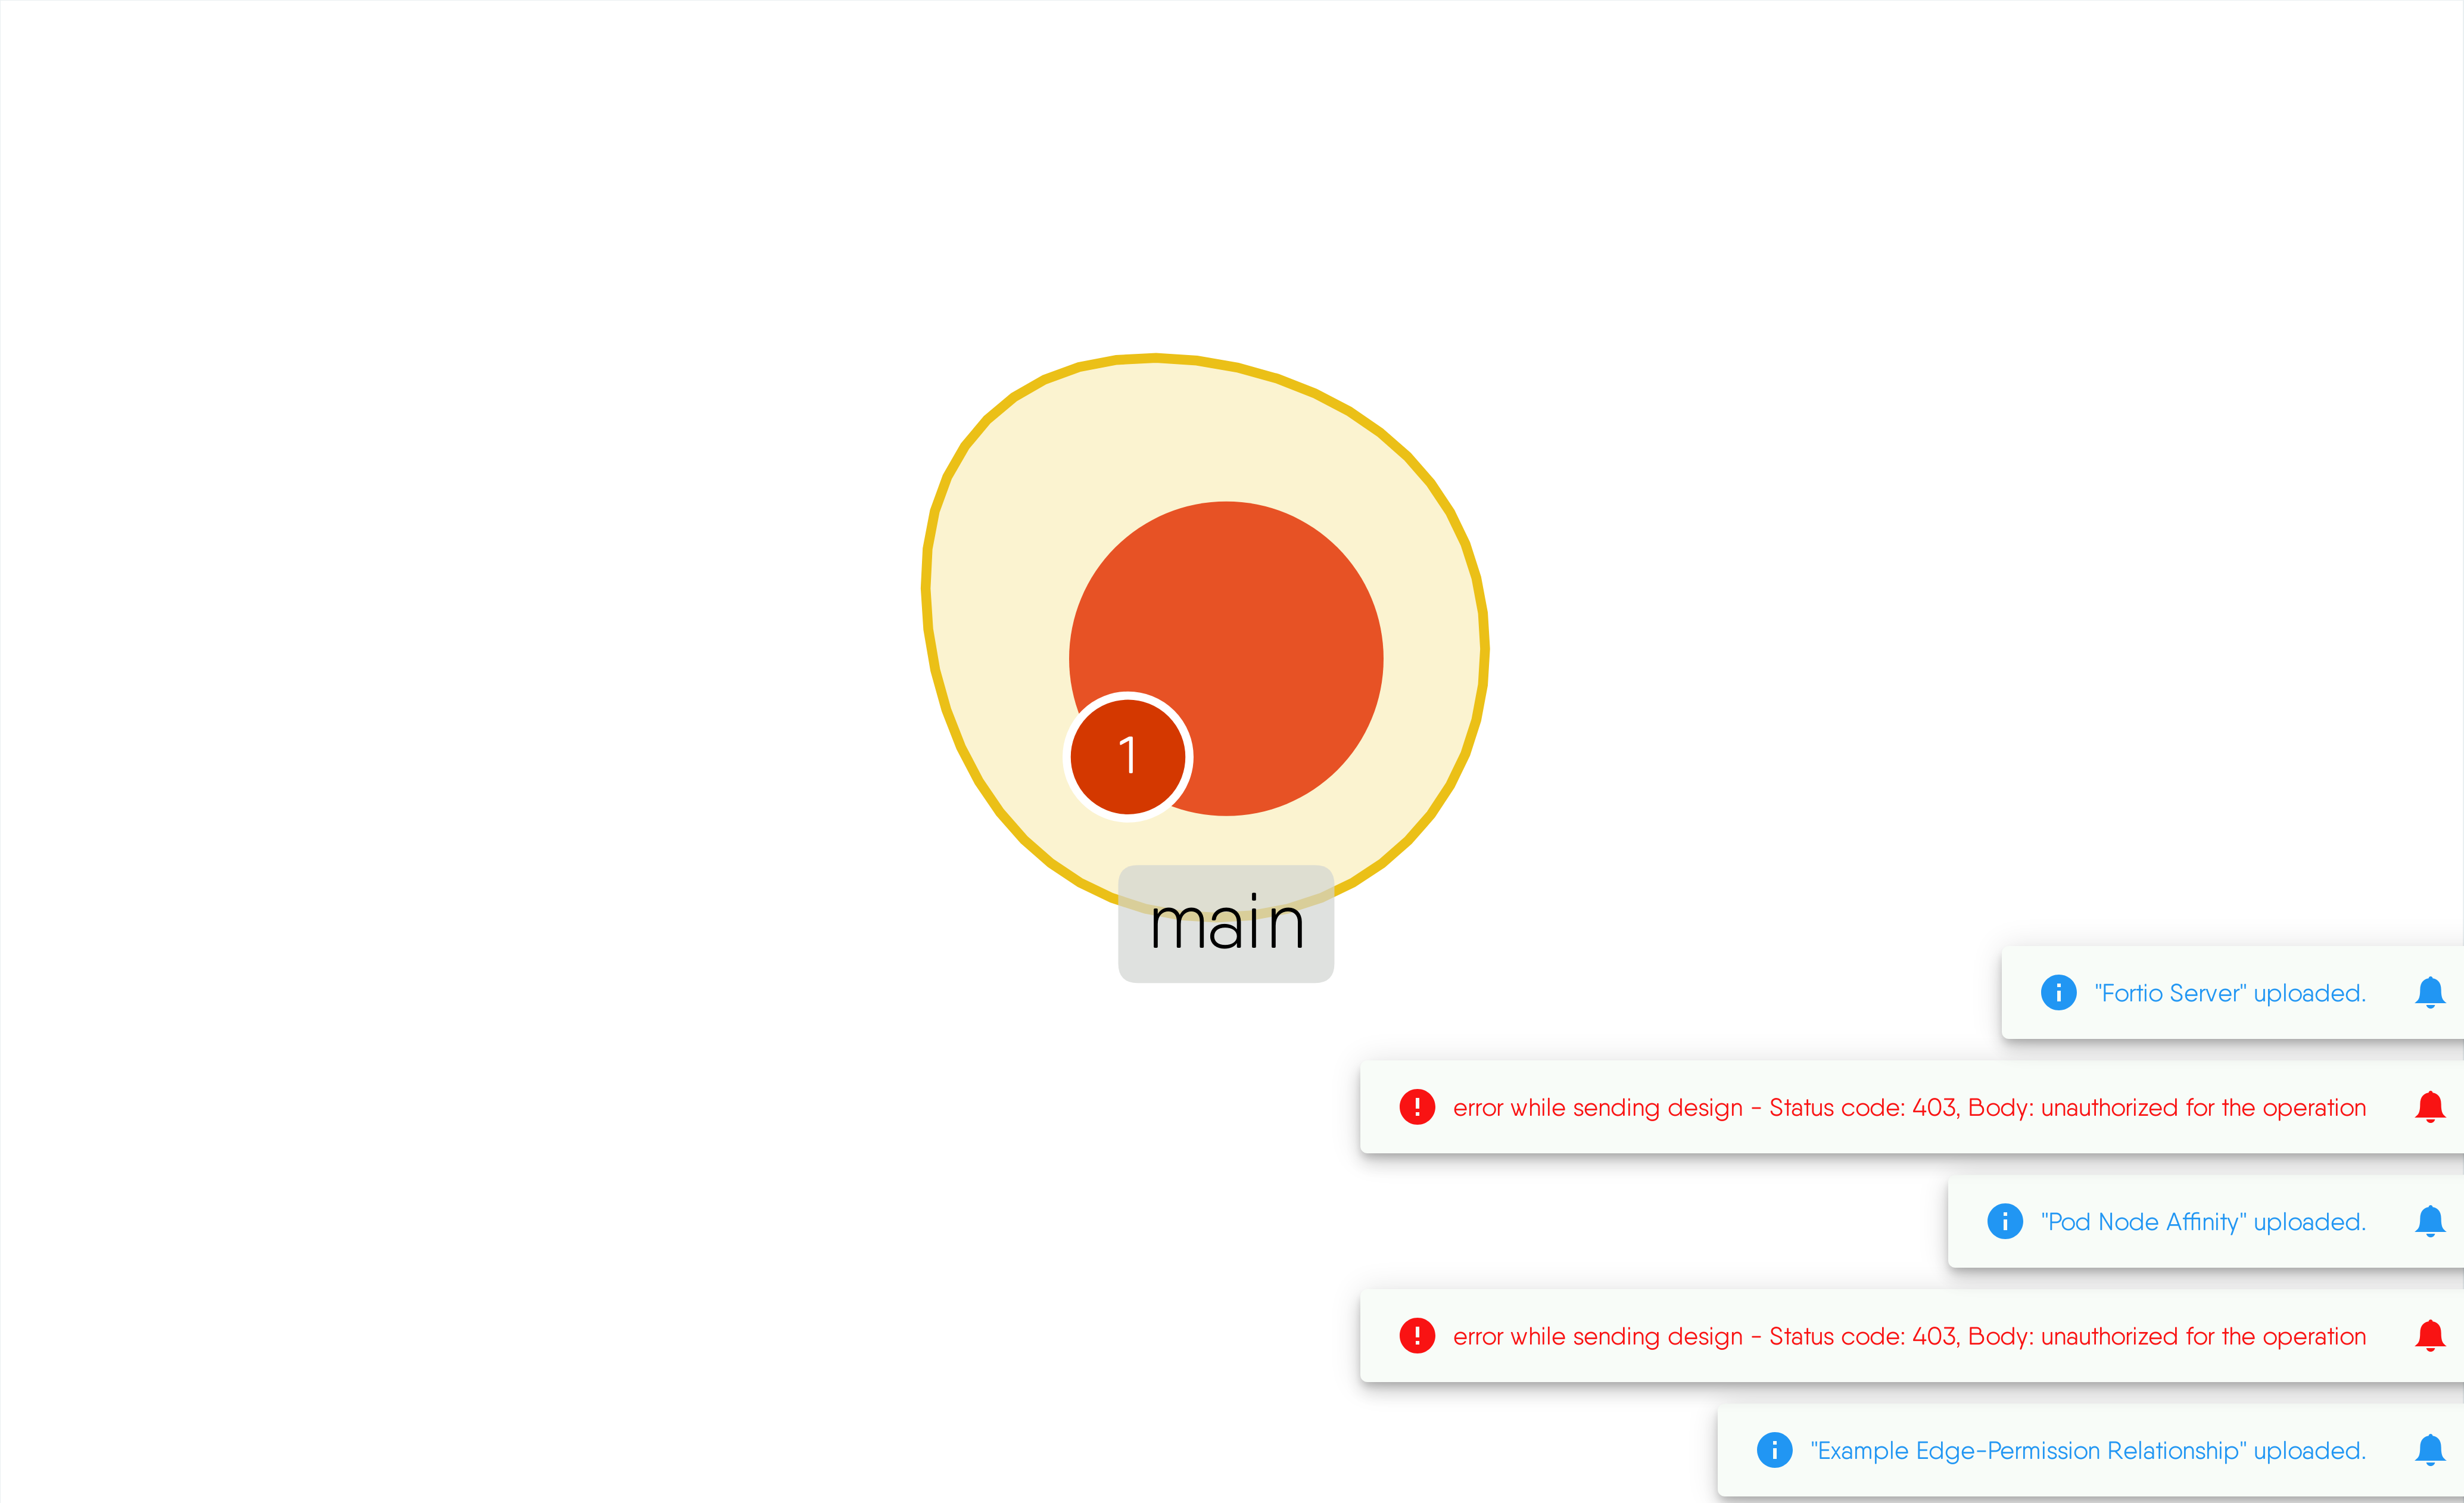 1
main
"Fortio Server" uploaded.
error while sending design - Status code: 403, Body: unauthorized for the operation
"Pod Node Affinity" uploaded.
error while sending design - Status code: 403, Body: unauthorized for the operation
"Example Edge-Permission Relationship" uploaded.